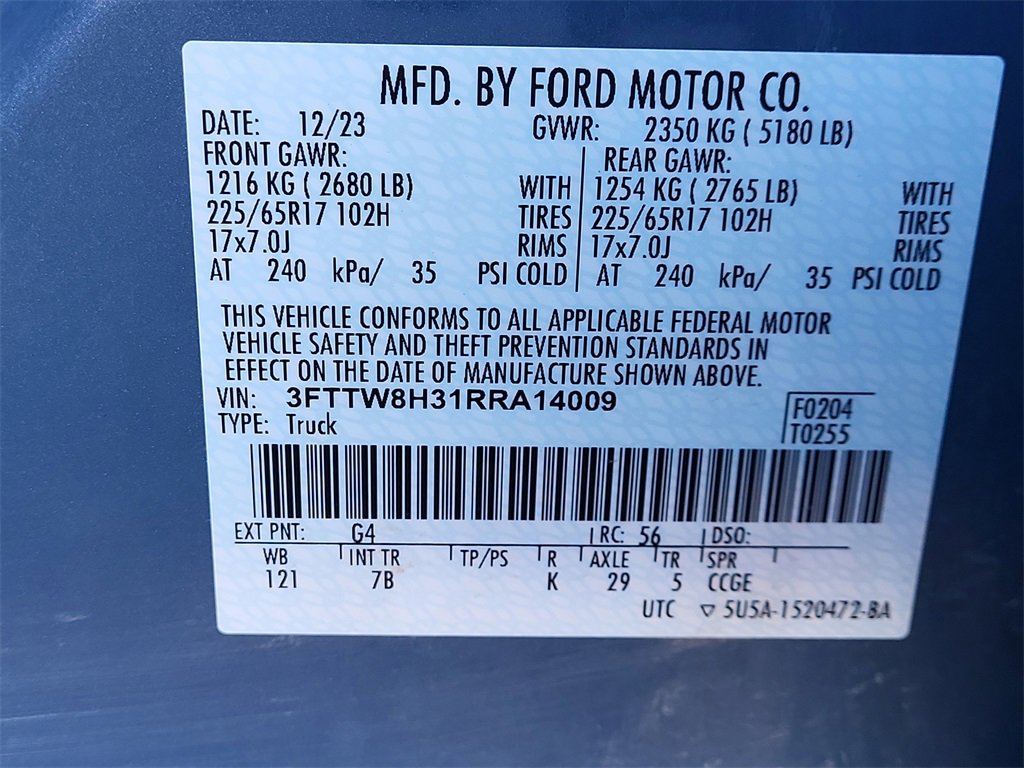 MFD. BY FORD MOTOR CO.
DATE: 12/23 GVWR: 2350 KG ( 5180 LB)
FRONT GAWR: REAR GAWR:
1216 KG ( 2680 LB) WITH 1254 KG ( 2765 LB) WITH
225/65R17 102H TIRES 225/65R17 102H TIRES
17x7.0J RIMS 17x7.0J RIMS
AT 240 kPa/ 35 PSI COLD AT 240 kPa/ 35 PSI COLD
THIS VEHICLE CONFORMS TO ALL APPLICABLE FEDERAL MOTOR
VEHICLE SAFETY AND THEFT PREVENTION STANDARDS IN
EFFECT ON THE DATE OF MANUFACTURE SHOWN ABOVE.
VIN: 3FTTW8H31RRA14009 F0204
TYPE: Truck T0255
EXT PNT: G4 RC: 56 DSO:
WB INT TR TP/PS R AXLE TR SPR
121 7B K 29 5 CCGE
UTC ▽ 5U5A-1520472-BA